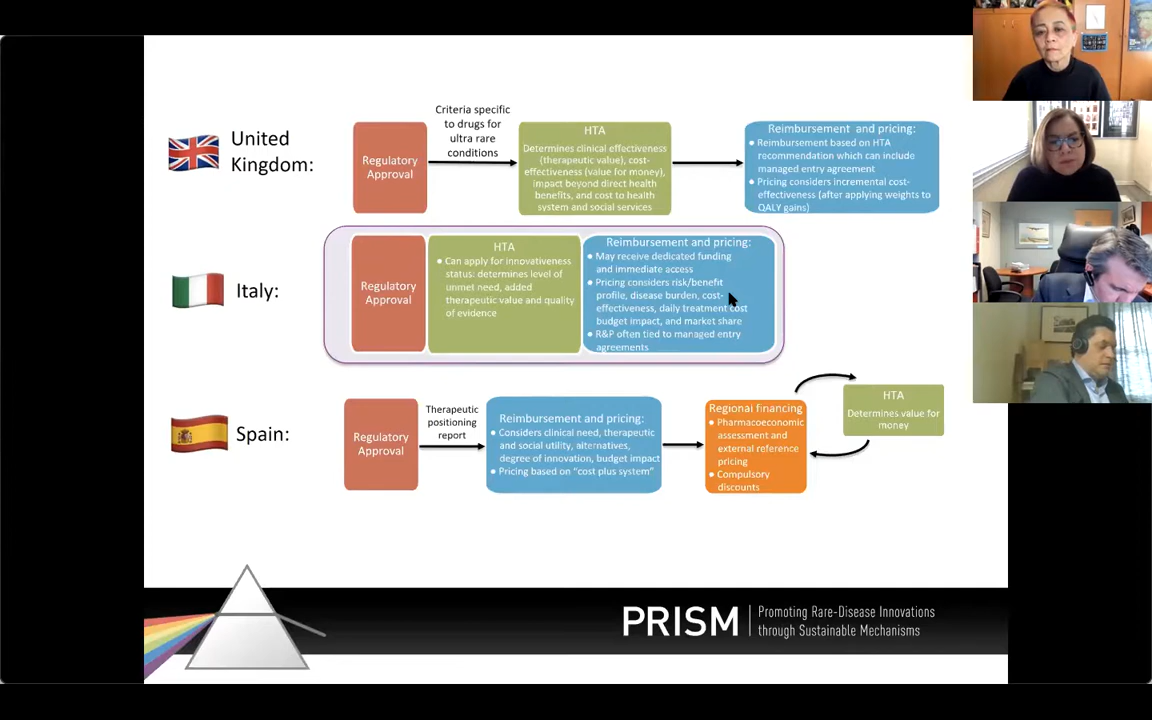 United
Kingdom:
Regulatory
Approval
Criteria specific
to drugs for
ultra rare
conditions
HTA
Determines clinical effectiveness
(therapeutic value), cost-
effectiveness (value for money),
impact beyond direct health
benefits, and cost to health
system and social services
Reimbursement and pricing:
• Reimbursement based on HTA
recommendation which can include
managed entry agreement
• Pricing considers incremental cost-
effectiveness (after applying weights to
QALY gains)
Italy:
Regulatory
Approval
HTA
• Can apply for innovativeness
status: determines level of
unmet need, added
therapeutic value and quality
of evidence
Reimbursement and pricing:
• May receive dedicated funding
and immediate access
• Pricing considers risk/benefit
profile, disease burden, cost-
effectiveness, daily treatment cost
budget impact, and market share
• R&P often tied to managed entry
agreements
Spain:
Regulatory
Approval
Therapeutic
positioning
report
Reimbursement and pricing:
• Considers clinical need, therapeutic
and social utility, alternatives,
degree of innovation, budget impact
• Pricing based on “cost plus system”
Regional financing
• Pharmacoeconomic
assessment and
external reference
pricing
• Compulsory
discounts
HTA
Determines value for
money
PRISM
Promoting Rare-Disease Innovations
through Sustainable Mechanisms